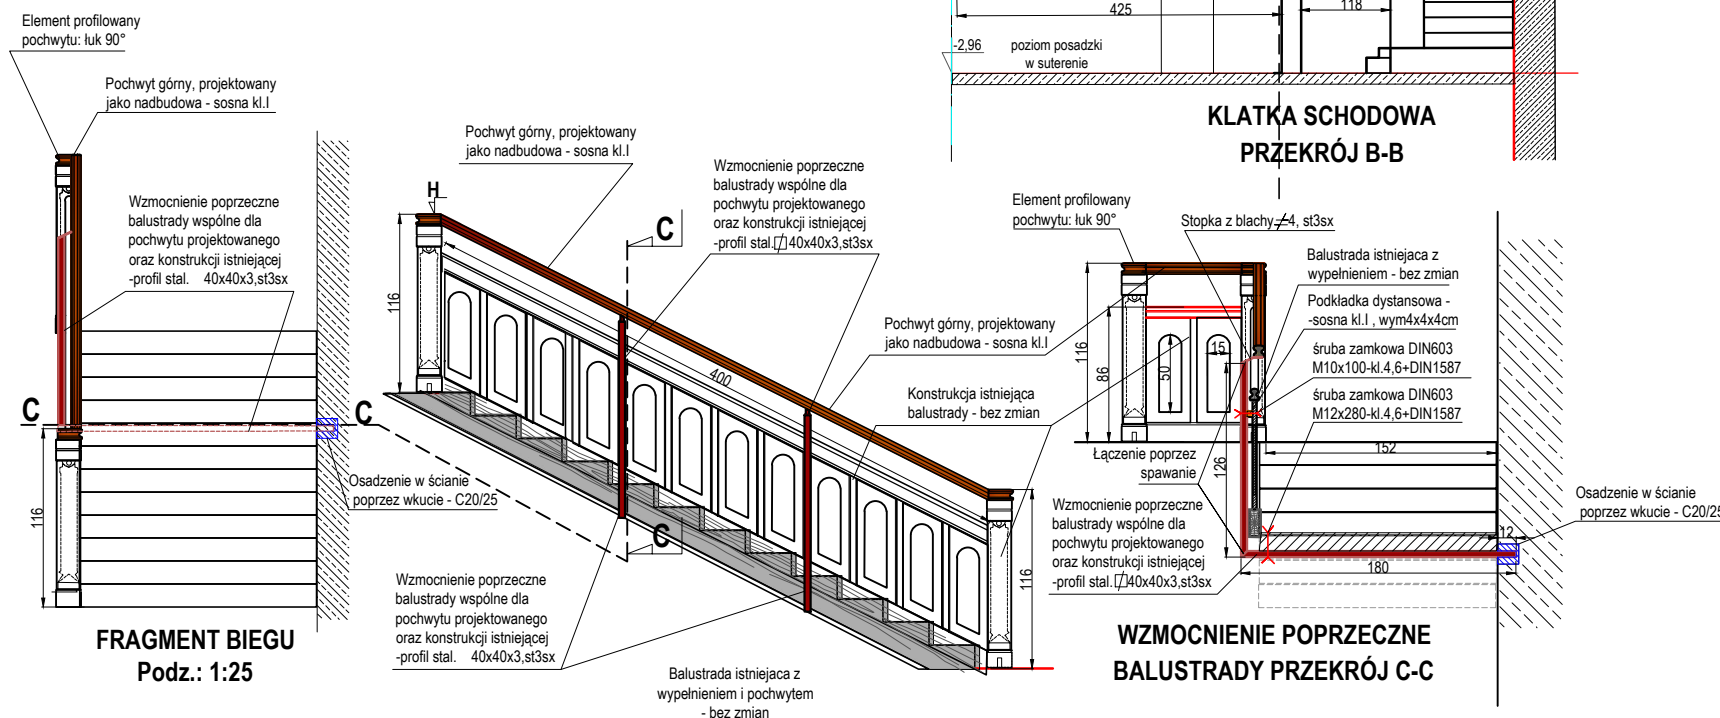 Element profilowany
pochwytu: łuk 90°
Pochwyt górny, projektowany
jako nadbudowa - sosna kl.I
Wzmocnienie poprzeczne
balustrady wspólne dla
pochwytu projektowanego
oraz konstrukcji istniejącej
-profil stal. 40x40x3,st3sx
C
C
116
Osadzenie w ścianie
poprzez wkucie - C20/25
FRAGMENT BIEGU
Podz.: 1:25
Pochwyt górny, projektowany
jako nadbudowa - sosna kl.I
H
116
Wzmocnienie poprzeczne
balustrady wspólne dla
pochwytu projektowanego
oraz konstrukcji istniejącej
-profil stal. 40x40x3,st3sx
C
400
C
116
Pochwyt górny, projektowany
jako nadbudowa - sosna kl.I
Konstrukcja istniejąca
balustrady - bez zmian
Wzmocnienie poprzeczne
balustrady wspólne dla
pochwytu projektowanego
oraz konstrukcji istniejącej
-profil stal. 40x40x3,st3sx
Balustrada istniejaca z
wypełnieniem i pochwytem
- bez zmian
425
118
-2,96
poziom posadzki
w suterenie
KLATKA SCHODOWA
PRZEKRÓJ B-B
Element profilowany
pochwytu: łuk 90°
Stopka z blachy≠4, st3sx
Balustrada istniejaca z
wypełnieniem - bez zmian
Podkładka dystansowa -
-sosna kl.I , wym4x4x4cm
śruba zamkowa DIN603
M10x100-kl.4,6+DIN1587
śruba zamkowa DIN603
M12x280-kl.4,6+DIN1587
116
86
50
15
126
152
12
180
Łączenie poprzez
spawanie
Wzmocnienie poprzeczne
balustrady wspólne dla
pochwytu projektowanego
oraz konstrukcji istniejącej
-profil stal. 40x40x3,st3sx
Osadzenie w ścianie
poprzez wkucie - C20/25
WZMOCNIENIE POPRZECZNE
BALUSTRADY PRZEKRÓJ C-C